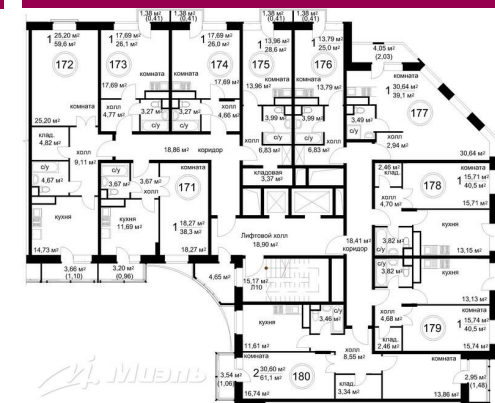 1,38 м²
(0,41)
1,38 м²
(0,41)
1,38 м²
(0,41)
1,38 м²
(0,41)
1 25,20 м²
59,6 м²
172
комната
25,20 м²
клад.
4,82 м²
холл
9,11 м²
с/у
4,67 м²
кухня
14,73 м²
3,66 м²
(1,10)
1 17,69 м²
26,1 м²
173
комната
17,69 м²
холл
4,77 м²
с/у
3,27 м²
1 17,69 м²
26,0 м²
174
комната
17,69 м²
с/у
3,27 м²
холл
4,66 м²
1 13,96 м²
28,6 м²
175
комната
13,96 м²
3,99 м²
с/у
холл
6,83 м²
1 13,79 м²
25,0 м²
176
комната
13,79 м²
3,99 м²
с/у
холл
6,83 м²
4,05 м²
(2,03)
комната
1 30,64 м²
39,1 м²
177
с/у
3,49 м²
холл
2,94 м²
30,64 м²
18,86 м²
коридор
кладовая
3,37 м²
с/у
3,67 м²
3,67 м²
холл
кухня
11,69 м²
3,20 м²
(0,96)
комната
171
1 18,27 м²
38,3 м²
18,27 м²
Лифтовой холл
18,90 м²
18,41 м²
коридор
4,65 м²
15,17 м²
Л10
2,46 м²
клад.
комната
178
1 15,71 м²
40,5 м²
15,71 м²
холл
4,70 м²
кухня
13,15 м²
с/у
3,82 м²
с/у
3,82 м²
кухня
13,13 м²
комната
179
1 15,74 м²
40,5 м²
15,74 м²
холл
4,68 м²
клад.
2,46 м²
кухня
11,61 м²
с/у
3,46 м²
холл
8,55 м²
3,54 м²
(1,06)
комната
2 30,60 м²
61,1 м²
180
16,74 м²
клад.
3,34 м²
комната
13,86 м²
2,95 м²
(1,48)
Миэль